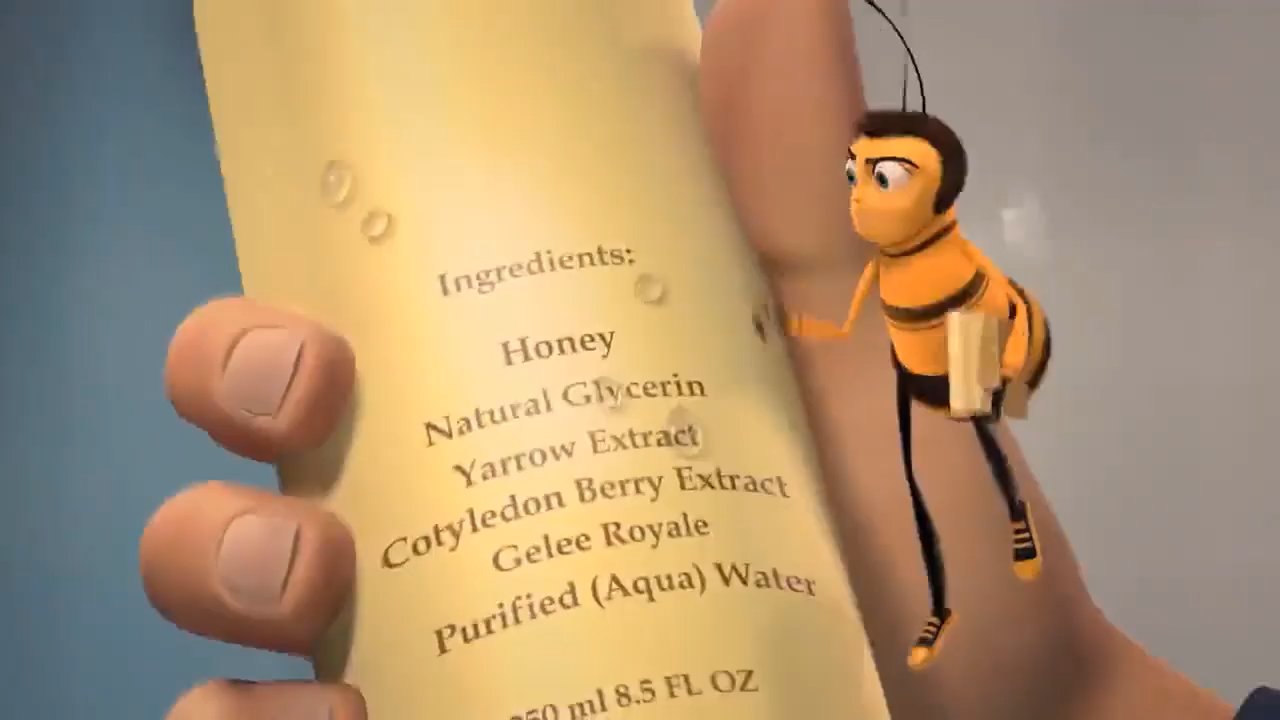 Ingredients:
Honey
Natural Glycerin
Yarrow Extract
Cotyledon Berry Extract
Gelee Royale
Purified (Aqua) Water
250 ml 8.5 FL OZ